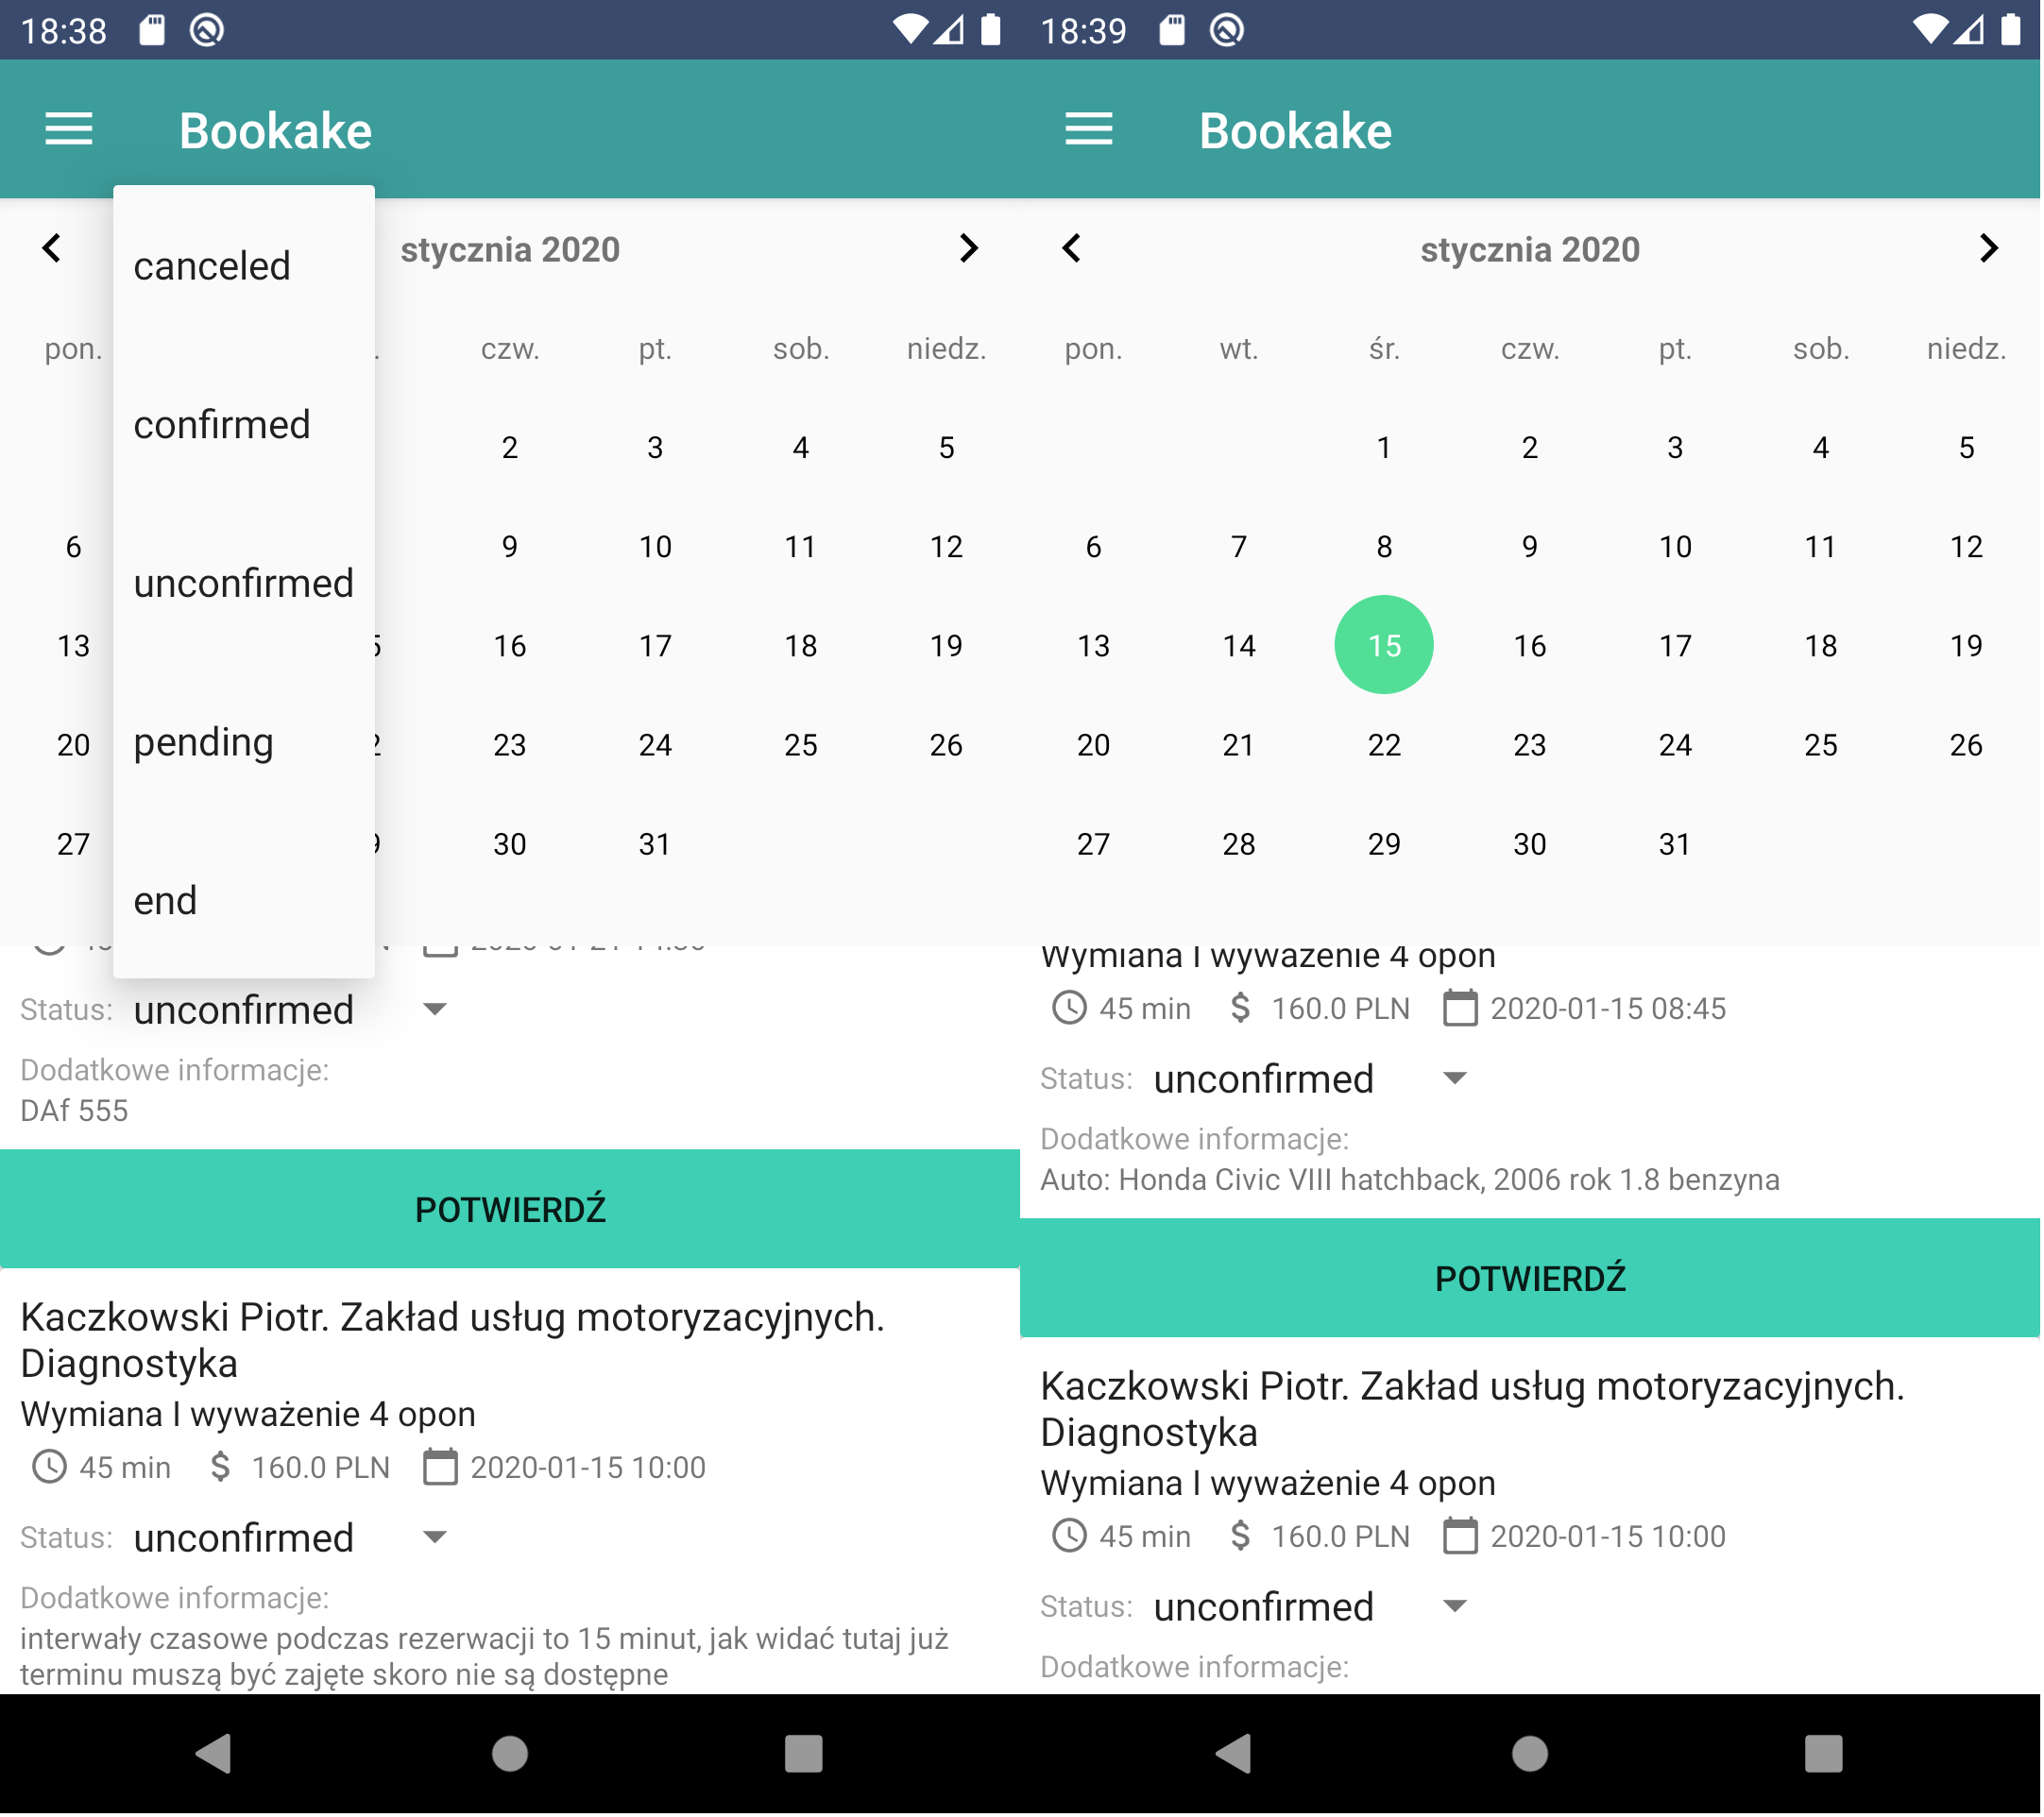 18:38
Bookake
stycznia 2020
canceled
confirmed
unconfirmed
pending
end
pon. czw. pt. sob. niedz.
2 3 4 5
6 9 10 11 12
13 16 17 18 19
20 23 24 25 26
27 30 31
Status: unconfirmed
Dodatkowe informacje:
DAf 555
POTWIERDŹ
Kaczkowski Piotr. Zakład usług motoryzacyjnych.
Diagnostyka
Wymiana I wyważenie 4 opon
45 min $ 160.0 PLN 2020-01-15 10:00
Status: unconfirmed
Dodatkowe informacje:
interwały czasowe podczas rezerwacji to 15 minut, jak widać tutaj już
terminu muszą być zajęte skoro nie są dostępne
18:39
Bookake
stycznia 2020
pon. wt. śr. czw. pt. sob. niedz.
1 2 3 4 5
6 7 8 9 10 11 12
13 14 15 16 17 18 19
20 21 22 23 24 25 26
27 28 29 30 31
Wymiana I wyważenie 4 opon
45 min $ 160.0 PLN 2020-01-15 08:45
Status: unconfirmed
Dodatkowe informacje:
Auto: Honda Civic VIII hatchback, 2006 rok 1.8 benzyna
POTWIERDŹ
Kaczkowski Piotr. Zakład usług motoryzacyjnych.
Diagnostyka
Wymiana I wyważenie 4 opon
45 min $ 160.0 PLN 2020-01-15 10:00
Status: unconfirmed
Dodatkowe informacje: